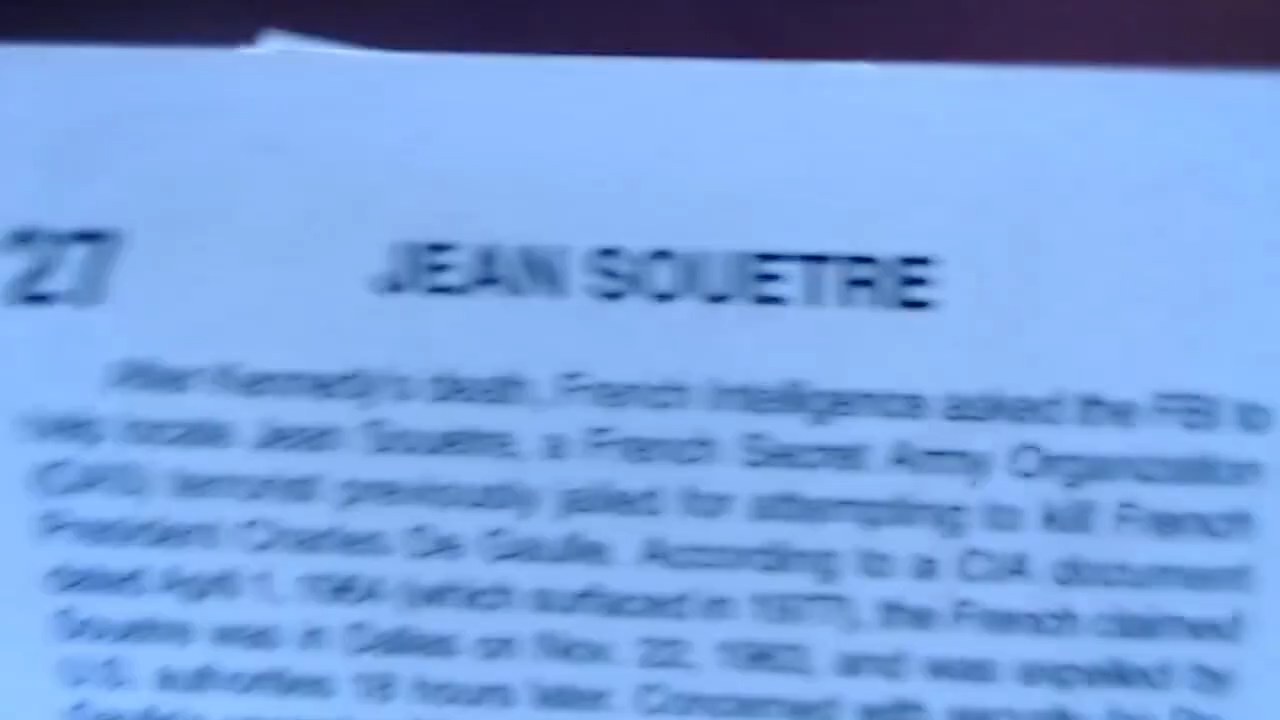 27 JEAN SOUETRE
After Kennedy's death, French Intelligence asked the FBI to
help locate Jean Souetre, a French Secret Army Organization
(OAS) terrorist previously jailed for attempting to kill French
President Charles De Gaulle. According to a CIA document
dated April 1, 1964 (which surfaced in 1977), the French claimed
Souetre was in Dallas on Nov. 22, 1963, and was expelled by
U.S. authorities 18 hours later. Concerned with